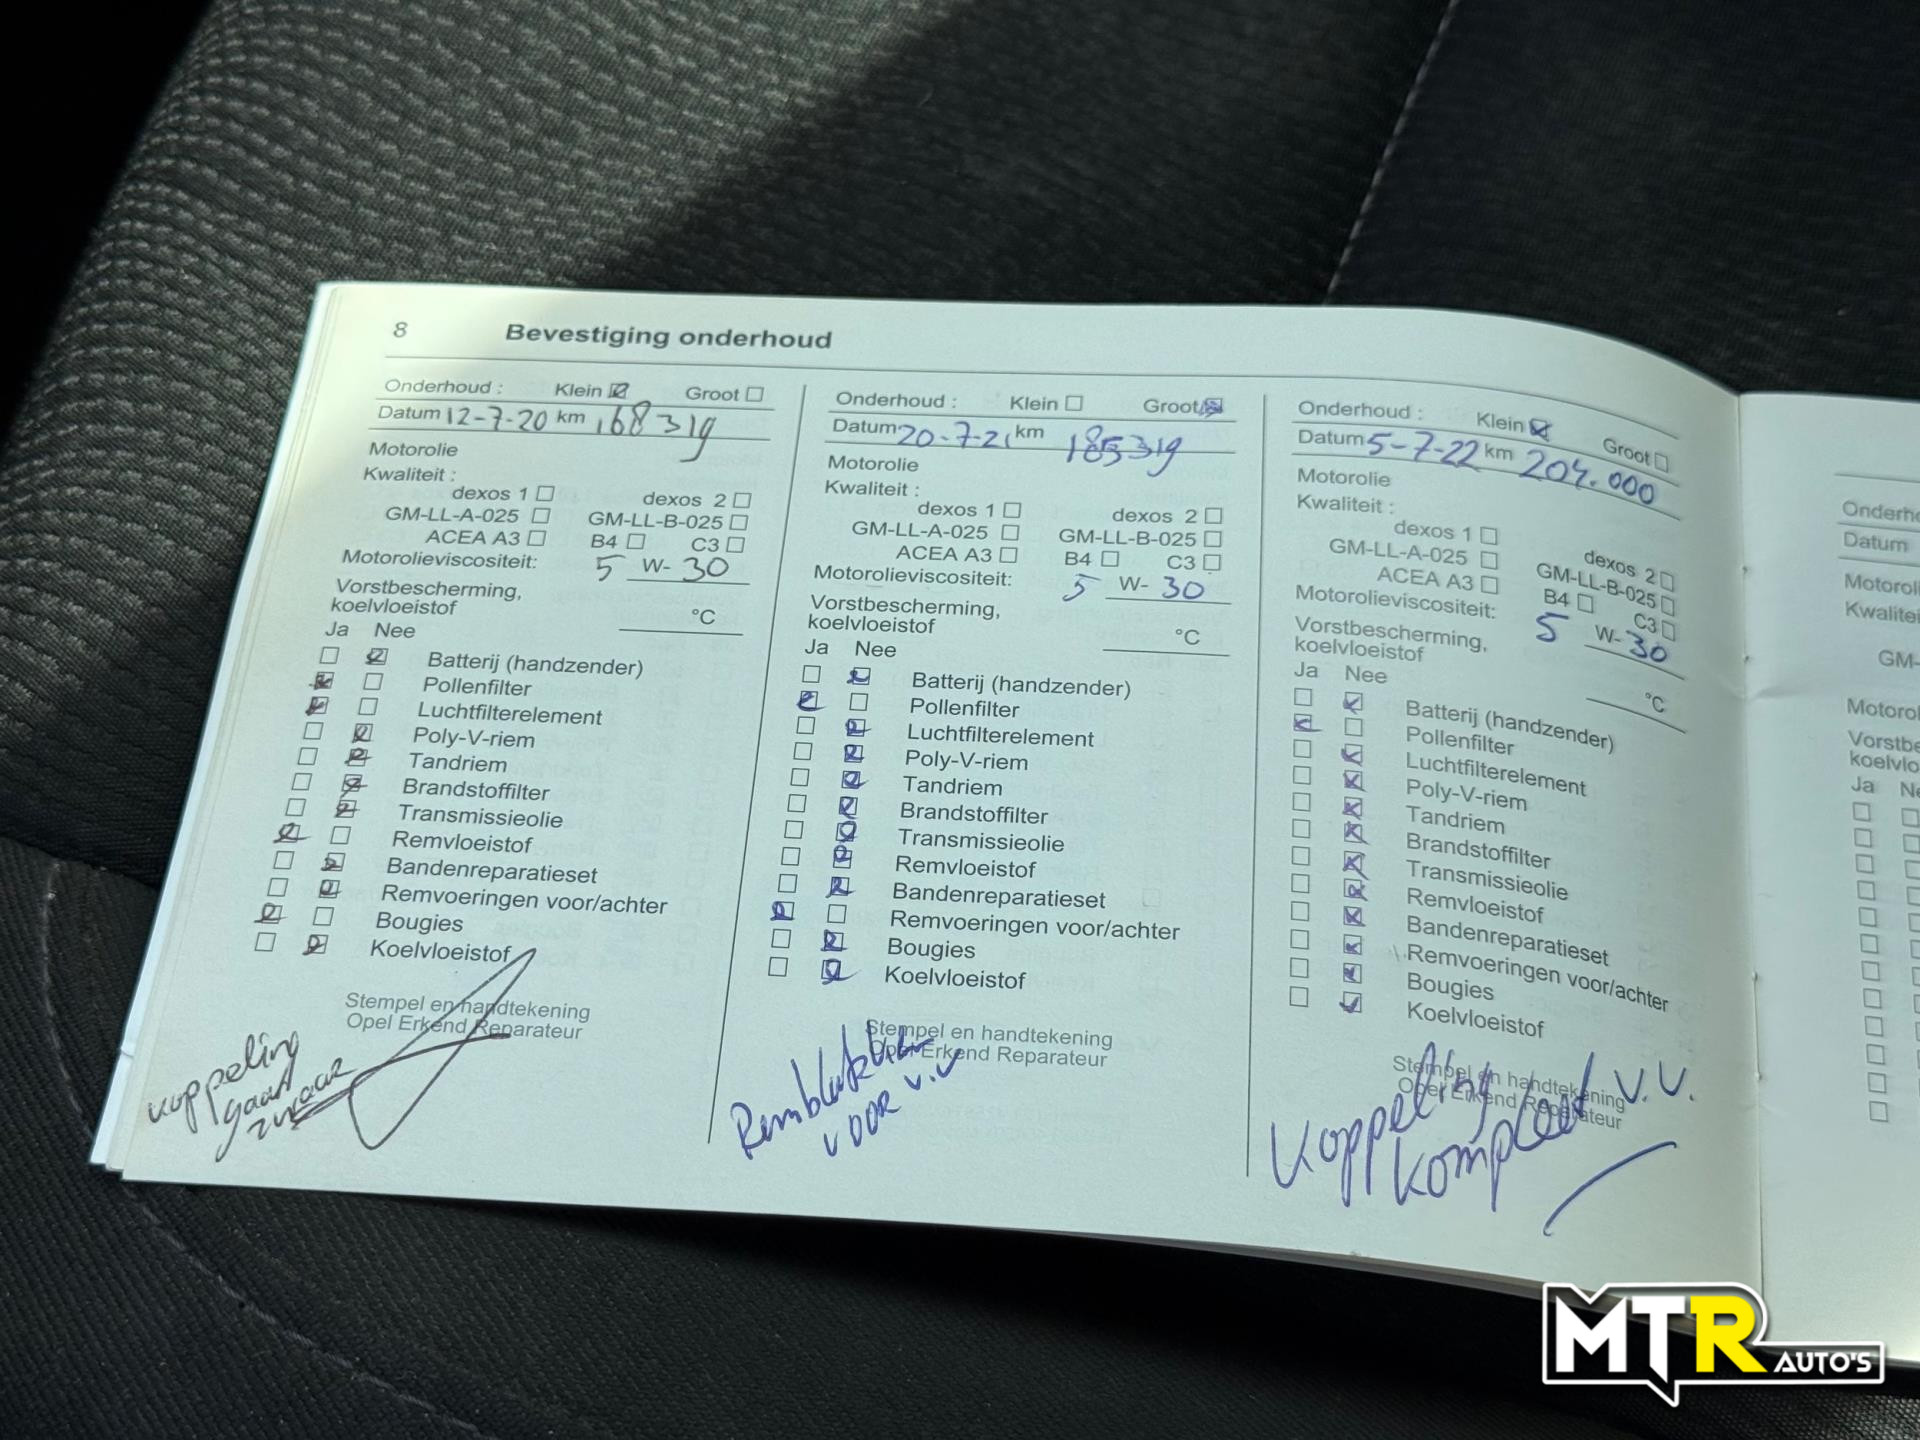 8 Bevestiging onderhoud
Onderhoud : Klein Groot
Datum 12-7-20 km 168319
Motorolie
Kwaliteit :
dexos 1 dexos 2
GM-LL-A-025 GM-LL-B-025
ACEA A3 B4 C3
Motorolieviscositeit: 5 W- 30
Vorstbescherming,
koelvloeistof °C
Ja Nee
Batterij (handzender)
Pollenfilter
Luchtfilterelement
Poly-V-riem
Tandriem
Brandstoffilter
Transmissieolie
Remvloeistof
Bandenreparatieset
Remvoeringen voor/achter
Bougies
Koelvloeistof
Stempel en handtekening
Opel Erkend Reparateur
koppeling
gaat
zwaar
Onderhoud : Klein Groot
Datum 20-7-21 km 185319
Motorolie
Kwaliteit :
dexos 1 dexos 2
GM-LL-A-025 GM-LL-B-025
ACEA A3 B4 C3
Motorolieviscositeit: 5 W- 30
Vorstbescherming,
koelvloeistof °C
Ja Nee
Batterij (handzender)
Pollenfilter
Luchtfilterelement
Poly-V-riem
Tandriem
Brandstoffilter
Transmissieolie
Remvloeistof
Bandenreparatieset
Remvoeringen voor/achter
Bougies
Koelvloeistof
Stempel en handtekening
Opel Erkend Reparateur
Remblokken
voor v.v
Onderhoud : Klein Groot
Datum 5-7-22 km 204.000
Motorolie
Kwaliteit :
dexos 1 dexos 2
GM-LL-A-025 GM-LL-B-025
ACEA A3 B4 C3
Motorolieviscositeit: 5 W- 30
Vorstbescherming,
koelvloeistof °C
Ja Nee
Batterij (handzender)
Pollenfilter
Luchtfilterelement
Poly-V-riem
Tandriem
Brandstoffilter
Transmissieolie
Remvloeistof
Bandenreparatieset
Remvoeringen voor/achter
Bougies
Koelvloeistof
Stempel en handtekening
Opel Erkend Reparateur
Koppeling V.V.
kompleet
Datum
GM-
Ja
MTR AUTO'S